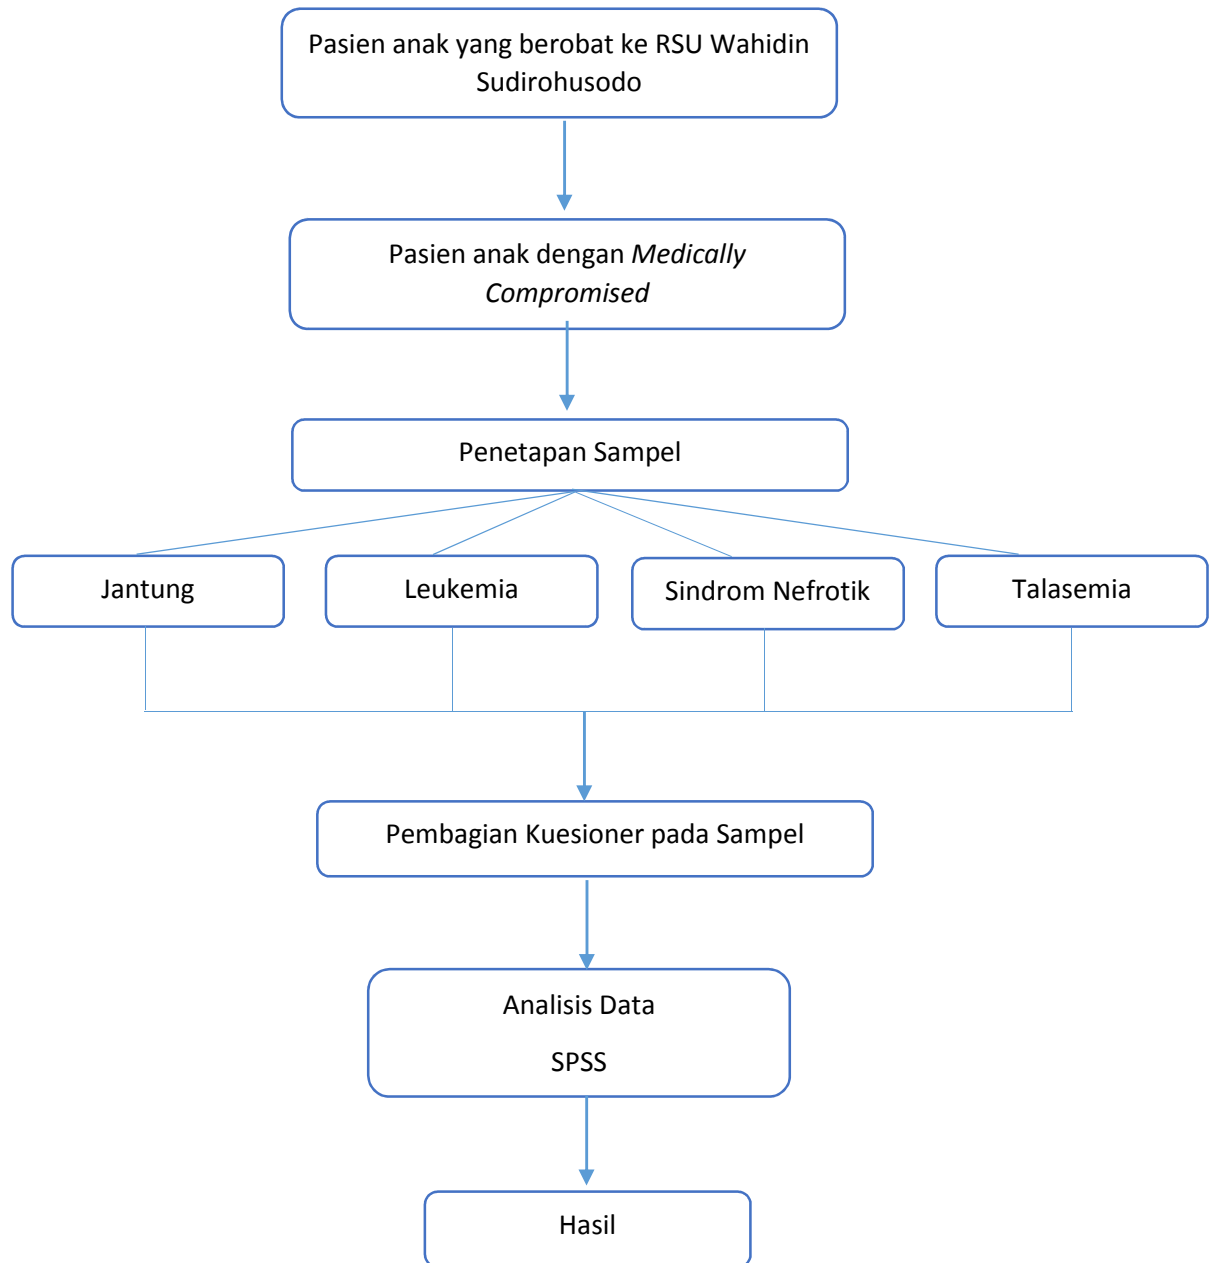 Pasien anak yang berobat ke RSU Wahidin
Sudirohusodo
Pasien anak dengan Medically
Compromised
Penetapan Sampel
Jantung
Leukemia
Sindrom Nefrotik
Talasemia
Pembagian Kuesioner pada Sampel
Analisis Data
SPSS
Hasil